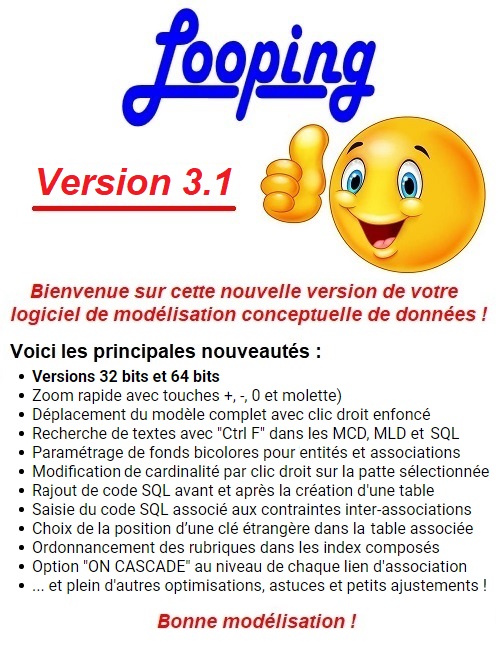 Looping
Version 3.1
Bienvenue sur cette nouvelle version de votre
logiciel de modélisation conceptuelle de données !
Voici les principales nouveautés :
• Versions 32 bits et 64 bits
• Zoom rapide avec touches +, -, 0 et molette)
• Déplacement du modèle complet avec clic droit enfoncé
• Recherche de textes avec "Ctrl F" dans les MCD, MLD et SQL
• Paramétrage de fonds bicolores pour entités et associations
• Modification de cardinalité par clic droit sur la patte sélectionnée
• Rajout de code SQL avant et après la création d'une table
• Saisie du code SQL associé aux contraintes inter-associations
• Choix de la position d’une clé étrangère dans la table associée
• Ordonnancement des rubriques dans les index composés
• Option "ON CASCADE" au niveau de chaque lien d'association
• ... et plein d'autres optimisations, astuces et petits ajustements !
Bonne modélisation !